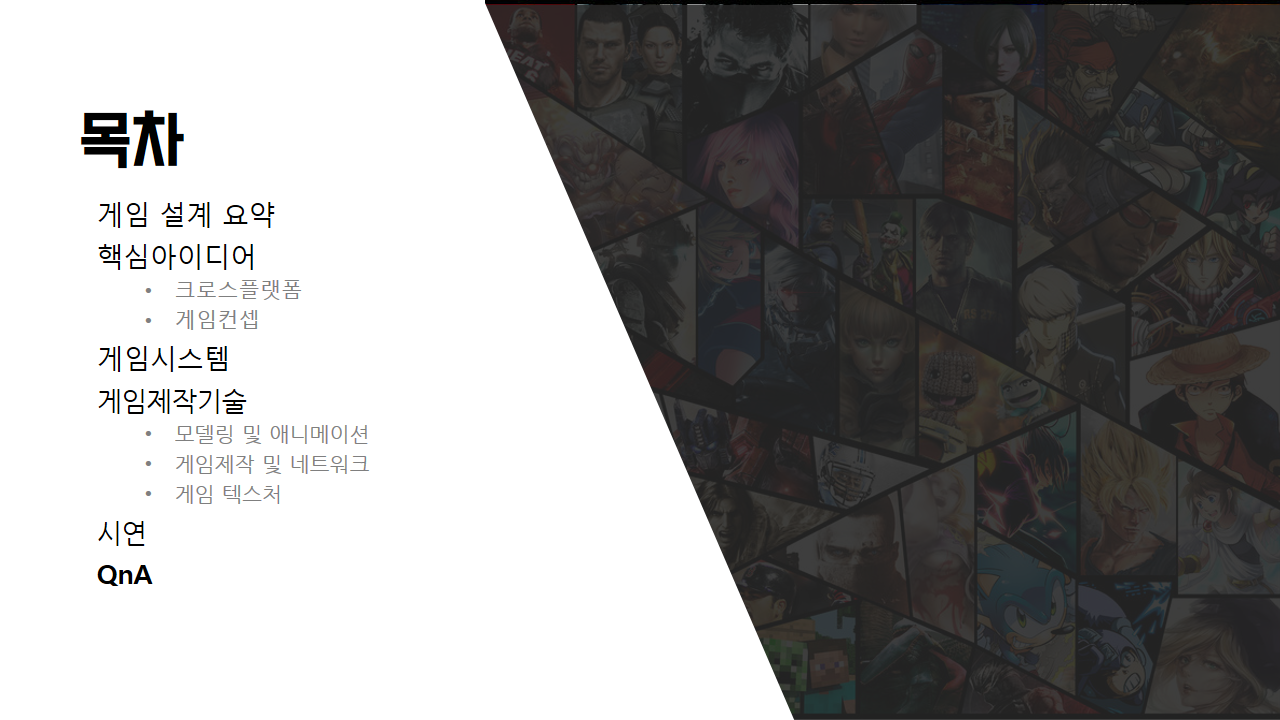 목차
게임 설계 요약
핵심아이디어
• 크로스플랫폼
• 게임컨셉
게임시스템
게임제작기술
• 모델링 및 애니메이션
• 게임제작 및 네트워크
• 게임 텍스처
시연
QnA